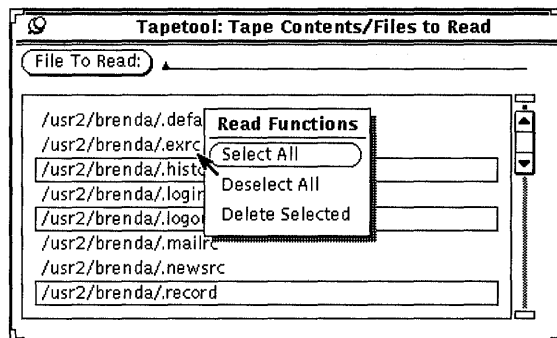 Tapetool: Tape Contents/Files to Read
File To Read:
/usr2/brenda/.defa
Read Functions
/usr2/brenda/.exrc
Select All
/usr2/brenda/.histo
Deselect All
/usr2/brenda/.login
/usr2/brenda/.logou
Delete Selected
/usr2/brenda/.mailrc
/usr2/brenda/.newsrc
/usr2/brenda/.record